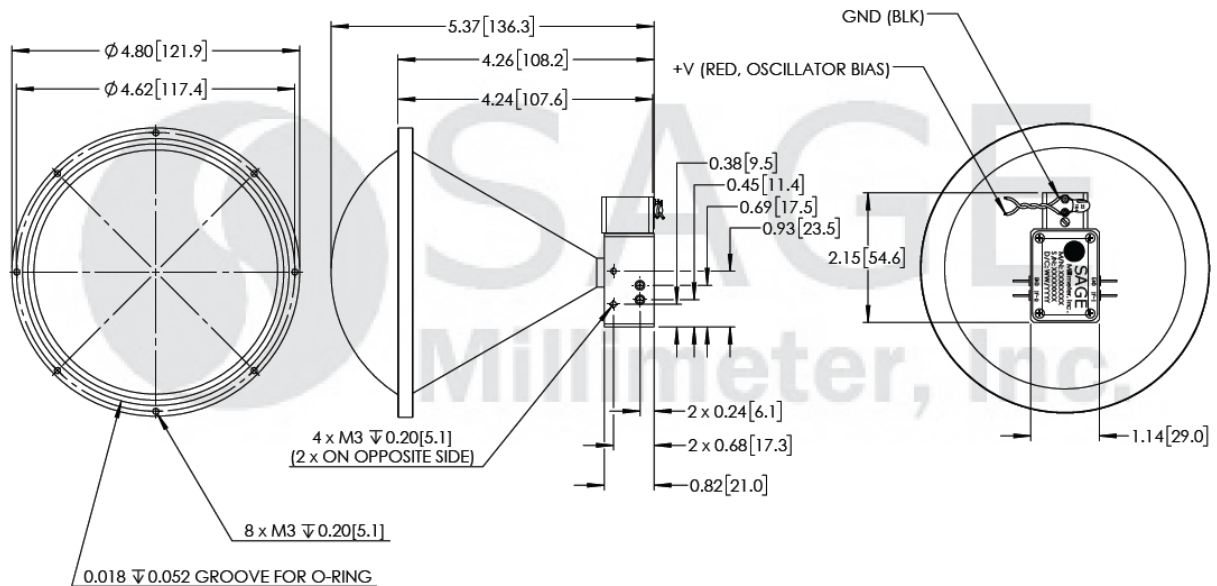 5.37[136.3]
GND (BLK)
Ø 4.80[121.9]
4.26[108.2]
+V (RED, OSCILLATOR BIAS)
Ø 4.62[117.4]
4.24[107.6]
SAGE
0.38[9.5]
0.45[11.4]
0.69[17.5]
0.93[23.5]
2.15[54.6]
SAGE
Millimeter, Inc.
Millimeter, Inc.
2 x 0.24[6.1]
4 x M3 ↧ 0.20[5.1]
(2 x ON OPPOSITE SIDE)
2 x 0.68[17.3]
1.14[29.0]
0.82[21.0]
8 x M3 ↧ 0.20[5.1]
0.018 ↧ 0.052 GROOVE FOR O-RING